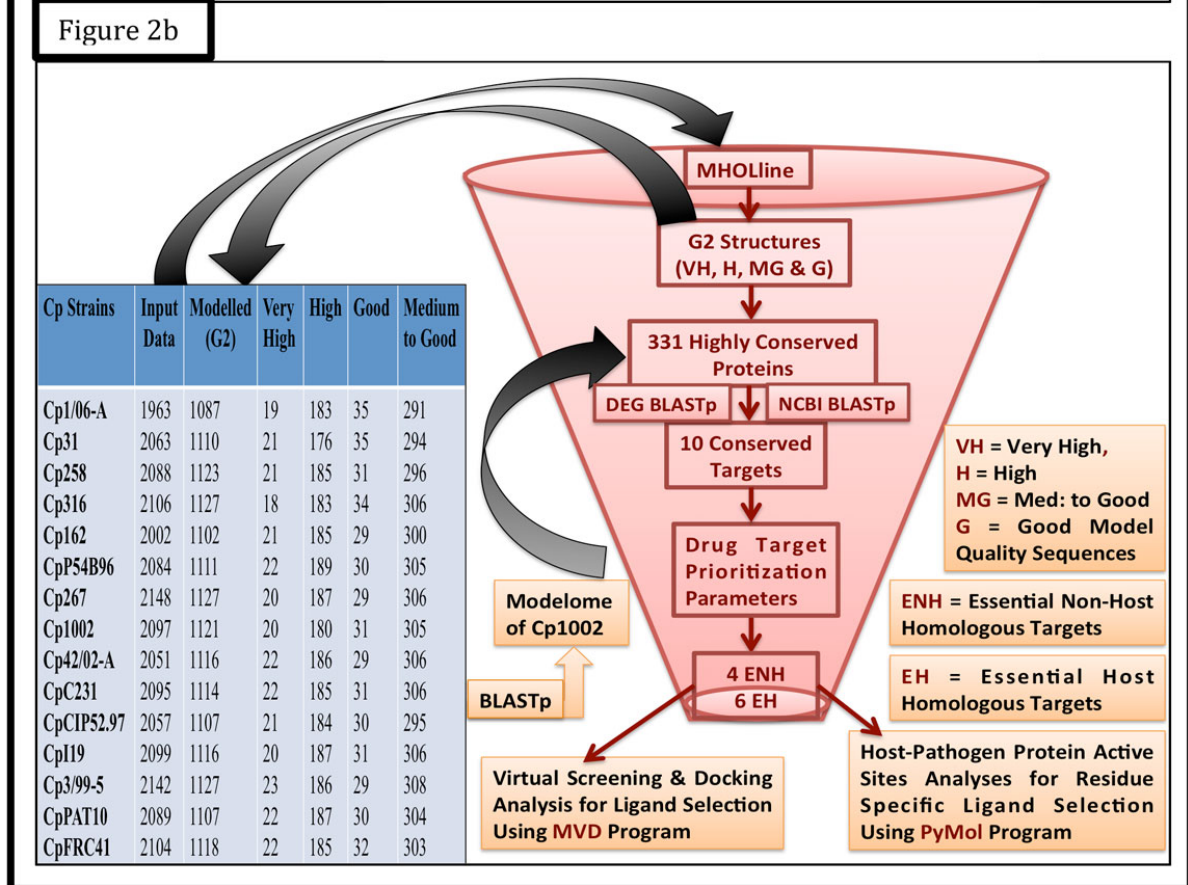 Figure 2b
Cp Strains Input Data Modelled (G2) Very High High Good Medium to Good
Cp1/06-A 1963 1087 19 183 35 291
Cp31 2063 1110 21 176 35 294
Cp258 2088 1123 21 185 31 296
Cp316 2106 1127 18 183 34 306
Cp162 2002 1102 21 185 29 300
CpP54B96 2084 1111 22 189 30 305
Cp267 2148 1127 20 187 29 306
Cp1002 2097 1121 20 180 31 305
Cp42/02-A 2051 1116 22 186 29 306
CpC231 2095 1114 22 185 31 306
CpCIP52.97 2057 1107 21 184 30 295
CpI19 2099 1116 20 187 31 306
Cp3/99-5 2142 1127 23 186 29 308
CpPAT10 2089 1107 22 187 30 304
CpFRC41 2104 1118 22 185 32 303
MHOLline
G2 Structures
(VH, H, MG & G)
331 Highly Conserved
Proteins
DEG BLASTp
NCBI BLASTp
10 Conserved
Targets
Drug Target
Prioritization
Parameters
4 ENH
6 EH
Modelome
of Cp1002
BLASTp
VH = Very High,
H = High
MG = Med: to Good
G = Good Model
Quality Sequences
ENH = Essential Non-Host
Homologous Targets
EH = Essential Host
Homologous Targets
Virtual Screening & Docking
Analysis for Ligand Selection
Using MVD Program
Host-Pathogen Protein Active
Sites Analyses for Residue
Specific Ligand Selection
Using PyMol Program